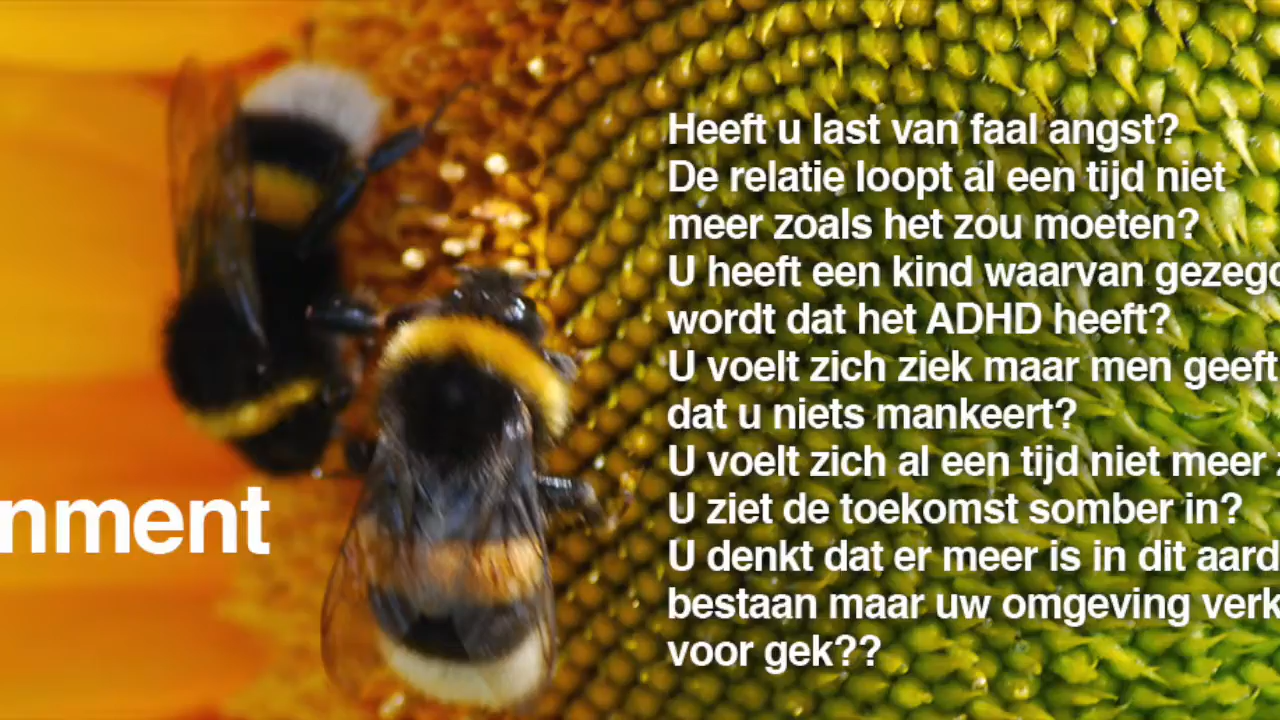 Heeft u last van faal angst?
De relatie loopt al een tijd niet
meer zoals het zou moeten?
U heeft een kind waarvan
wordt dat het ADHD heeft?
U voelt zich ziek maar men geeft
dat u niets mankeert?
U voelt zich al een tijd niet meer
U ziet de toekomst somber in?
U denkt dat er meer is in dit
bestaan maar uw omgeving
voor gek??
nment